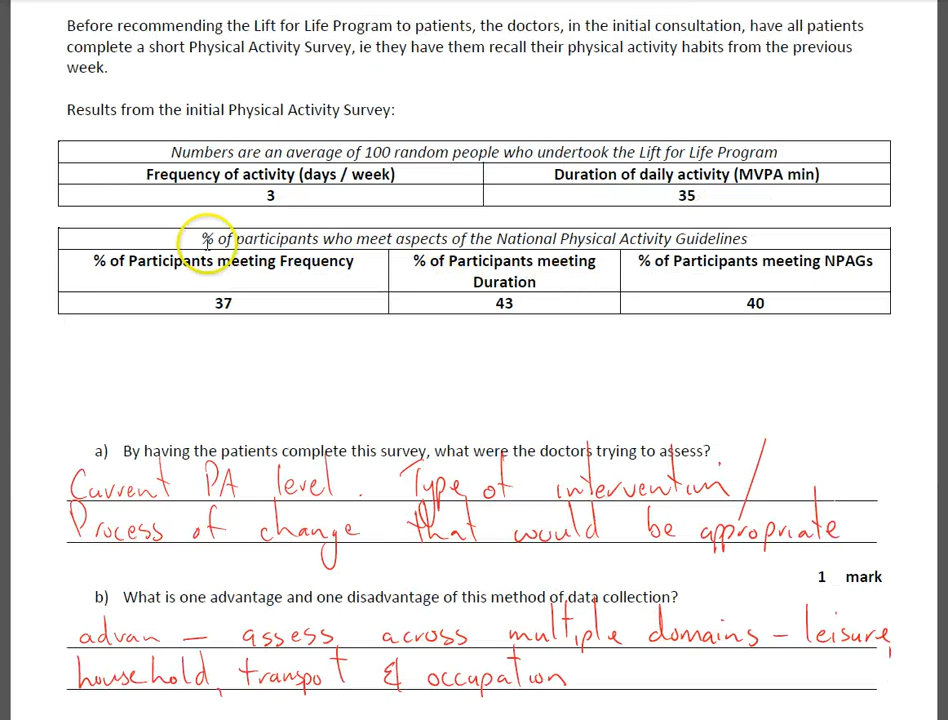 Before recommending the Lift for Life Program to patients, the doctors, in the initial consultation, have all patients
complete a short Physical Activity Survey, ie they have them recall their physical activity habits from the previous
week.
Results from the initial Physical Activity Survey:
Numbers are an average of 100 random people who undertook the Lift for Life Program
Frequency of activity (days / week) Duration of daily activity (MVPA min)
3 35
% of participants who meet aspects of the National Physical Activity Guidelines
% of Participants meeting Frequency % of Participants meeting Duration % of Participants meeting NPAGs
37 43 40
a) By having the patients complete this survey, what were the doctors trying to assess?
Current PA level. Type of intervention /
Process of change that would be appropriate
1 mark
b) What is one advantage and one disadvantage of this method of data collection?
advan — assess across multiple domains - leisure,
household, transpot & occupation